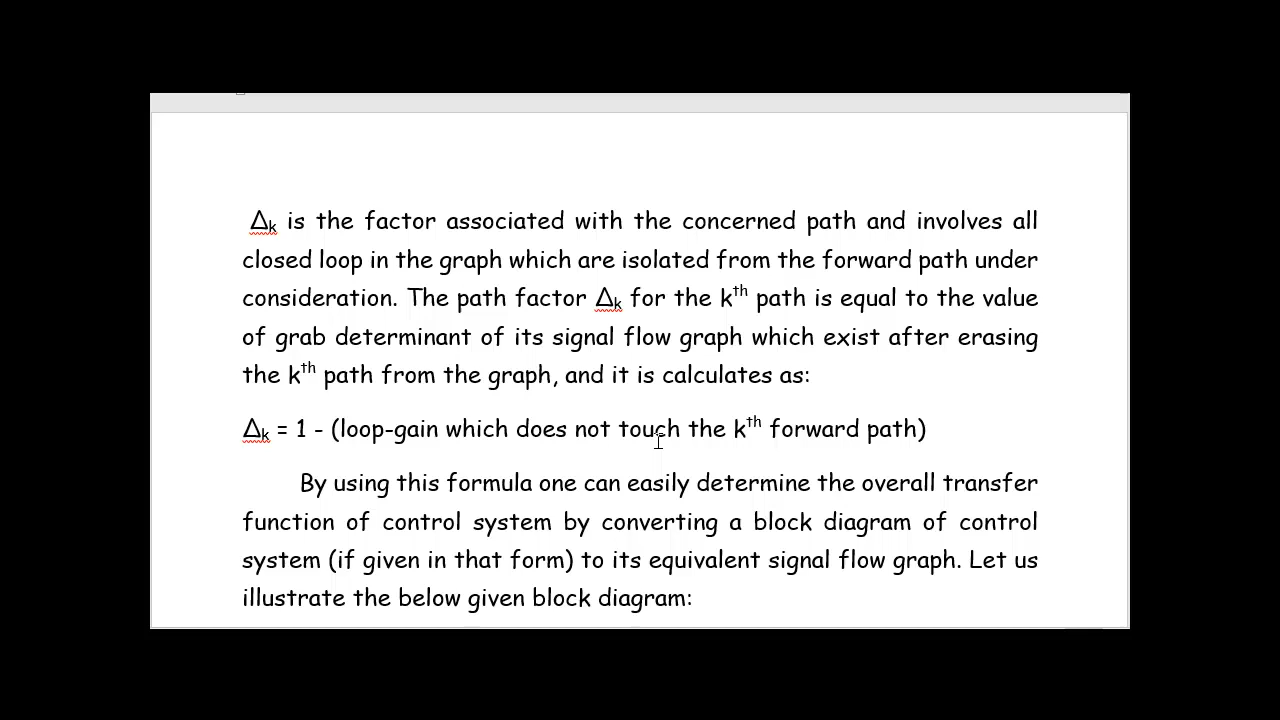 Δk is the factor associated with the concerned path and involves all
closed loop in the graph which are isolated from the forward path under
consideration. The path factor Δk for the kth path is equal to the value
of grab determinant of its signal flow graph which exist after erasing
the kth path from the graph, and it is calculates as:
Δk = 1 - (loop-gain which does not touch the kth forward path)
By using this formula one can easily determine the overall transfer
function of control system by converting a block diagram of control
system (if given in that form) to its equivalent signal flow graph. Let us
illustrate the below given block diagram: